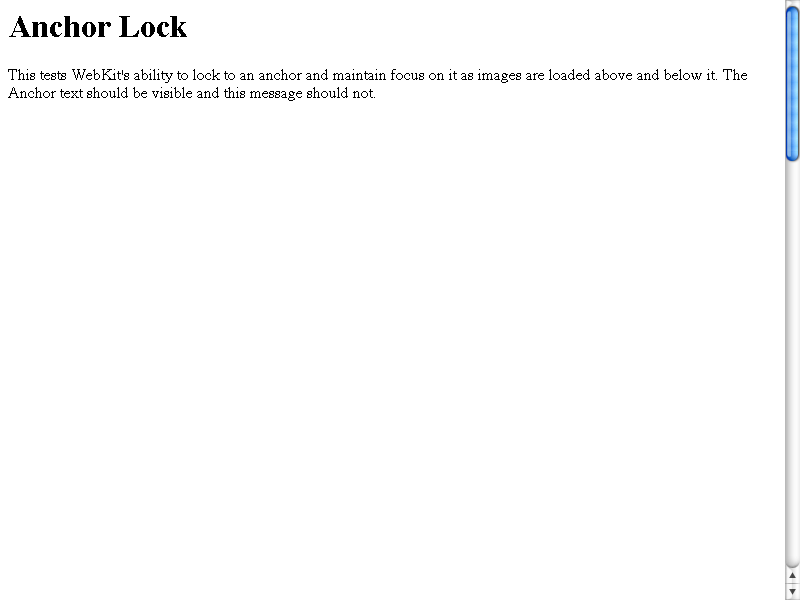 Anchor Lock
This tests WebKit's ability to lock to an anchor and maintain focus on it as images are loaded above and below it. The
Anchor text should be visible and this message should not.